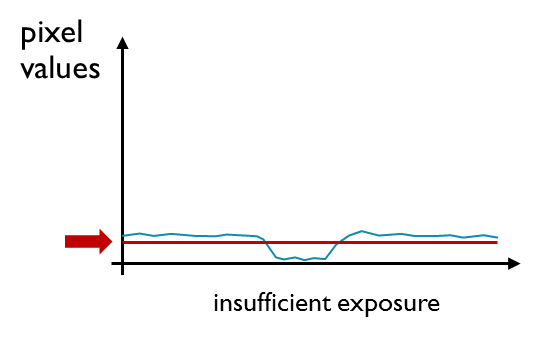 pixel
values
insufficient exposure